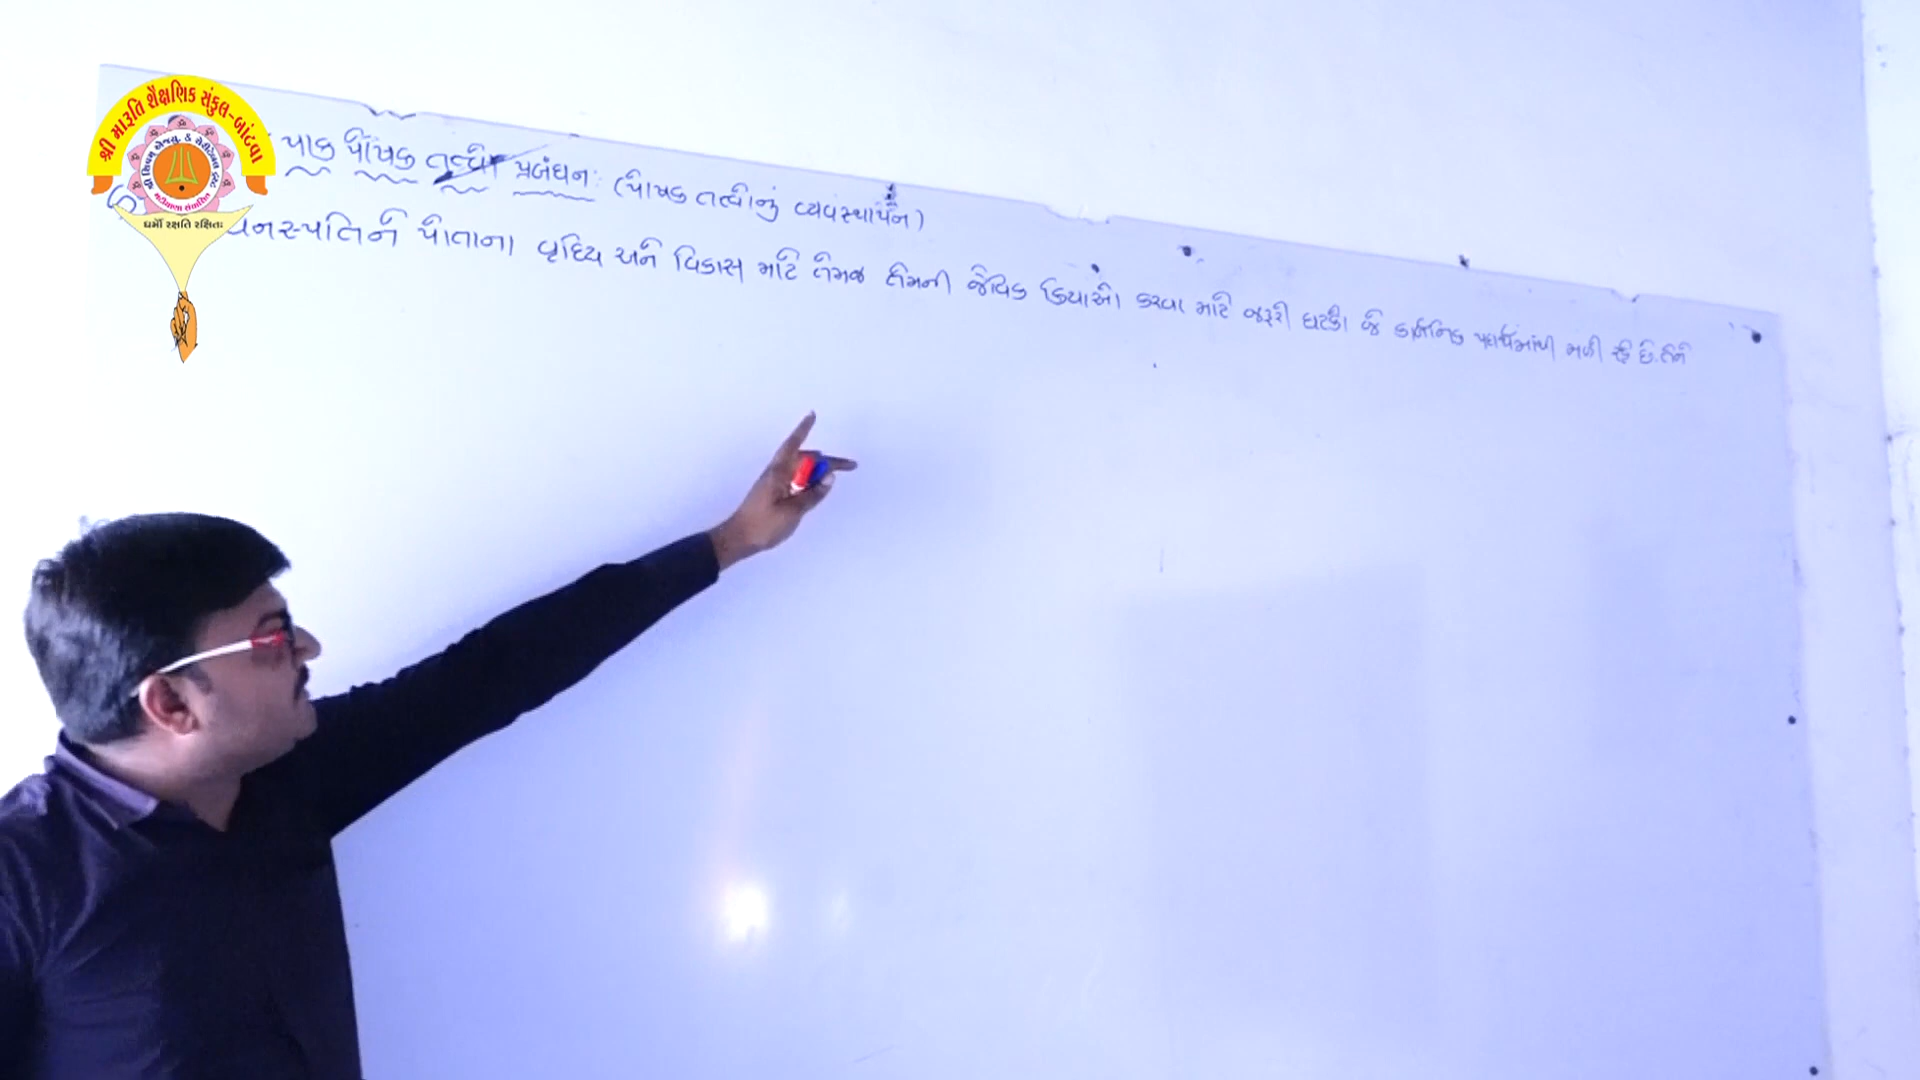 શ્રી મારૂતિ શૈક્ષણિક સંકુલ-બાંટવા
ધર્મો રક્ષતિ રક્ષિતઃ
પાક પોષક તત્વો પ્રબંધન: (પોષક તત્વોનું વ્યવસ્થાપન)
વનસ્પતિને પોતાના વૃદ્ધિ અને વિકાસ માટે તેમજ તેમની જૈવિક ક્રિયાઓ કરવા માટે જરૂરી ઘટકો જે કાર્બનિક પદાર્થમાંથી મળી રહે છે. તેને